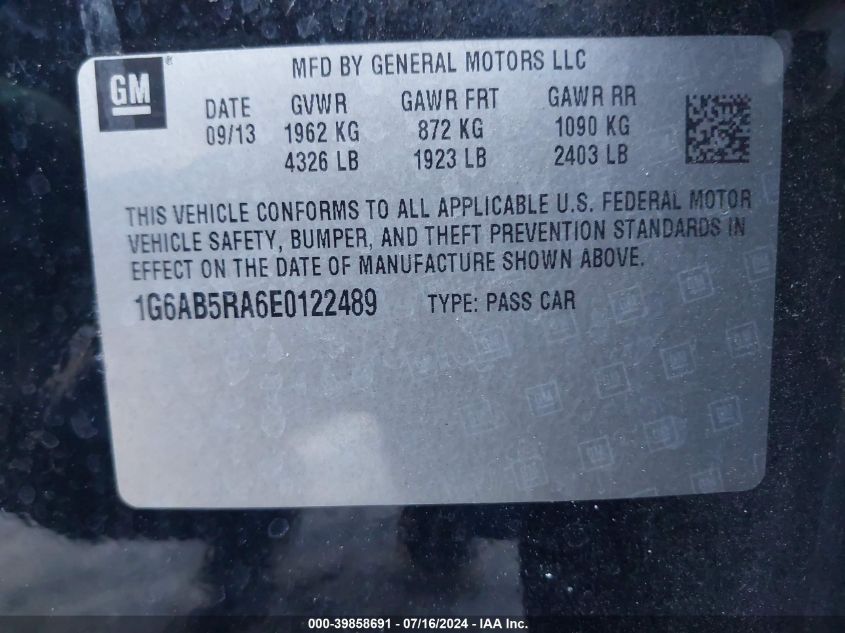 GM ®
MFD BY GENERAL MOTORS LLC
DATE GVWR GAWR FRT GAWR RR
09/13 1962 KG 872 KG 1090 KG
4326 LB 1923 LB 2403 LB
THIS VEHICLE CONFORMS TO ALL APPLICABLE U.S. FEDERAL MOTOR
VEHICLE SAFETY, BUMPER, AND THEFT PREVENTION STANDARDS IN
EFFECT ON THE DATE OF MANUFACTURE SHOWN ABOVE.
1G6AB5RA6E0122489 TYPE: PASS CAR
000-39858691 - 07/16/2024 - IAA Inc.